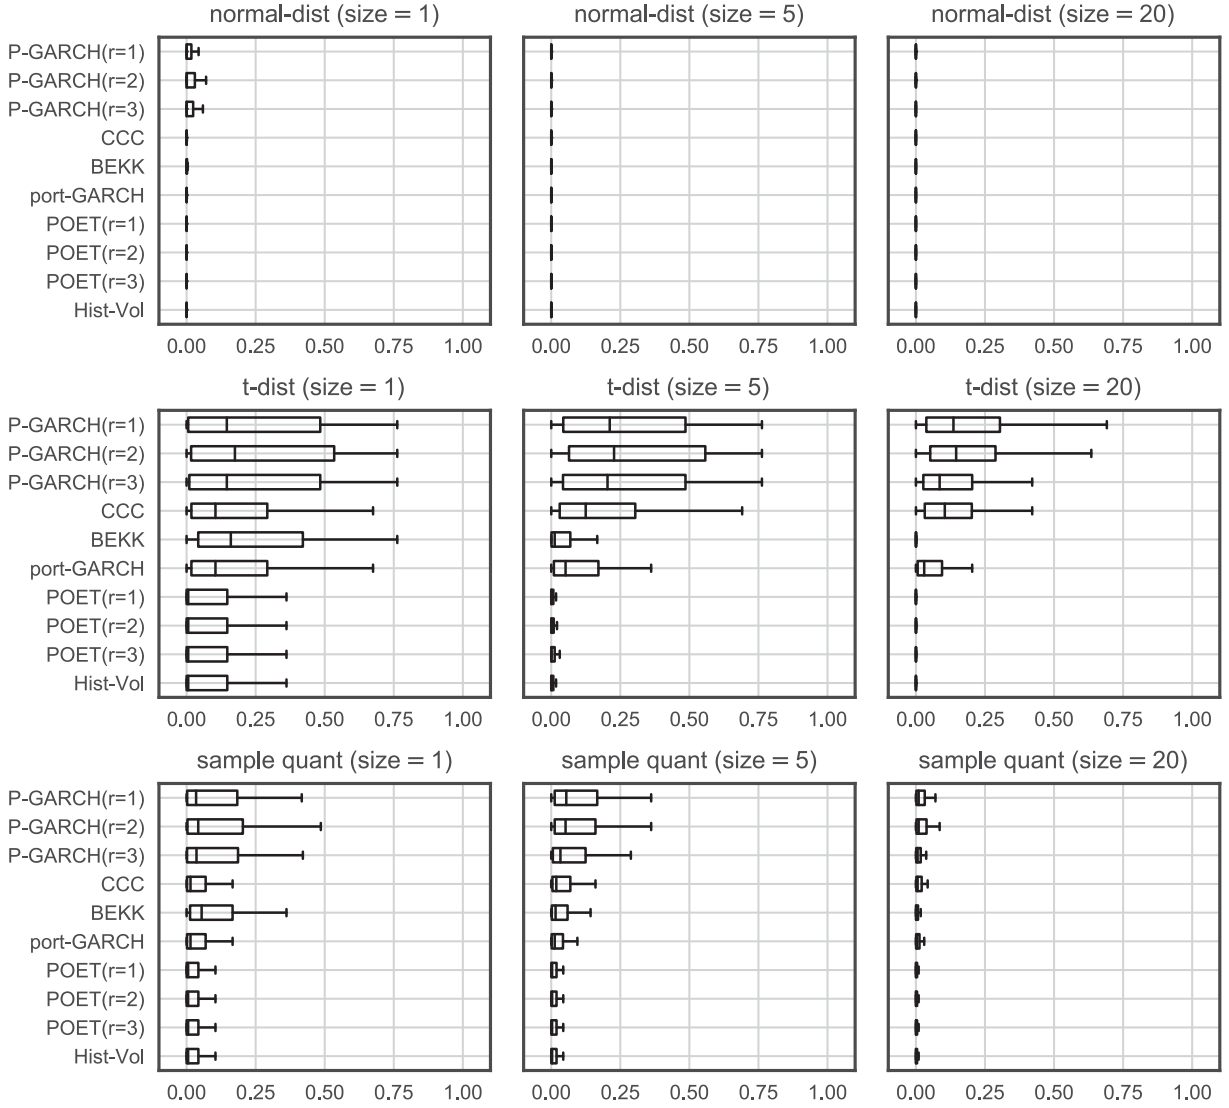 normal-dist (size = 1) normal-dist (size = 5) normal-dist (size = 20)
P-GARCH(r=1)
P-GARCH(r=2)
P-GARCH(r=3)
CCC
BEKK
port-GARCH
POET(r=1)
POET(r=2)
POET(r=3)
Hist-Vol
0.00 0.25 0.50 0.75 1.00 0.00 0.25 0.50 0.75 1.00 0.00 0.25 0.50 0.75 1.00
t-dist (size = 1) t-dist (size = 5) t-dist (size = 20)
P-GARCH(r=1)
P-GARCH(r=2)
P-GARCH(r=3)
CCC
BEKK
port-GARCH
POET(r=1)
POET(r=2)
POET(r=3)
Hist-Vol
0.00 0.25 0.50 0.75 1.00 0.00 0.25 0.50 0.75 1.00 0.00 0.25 0.50 0.75 1.00
sample quant (size = 1) sample quant (size = 5) sample quant (size = 20)
P-GARCH(r=1)
P-GARCH(r=2)
P-GARCH(r=3)
CCC
BEKK
port-GARCH
POET(r=1)
POET(r=2)
POET(r=3)
Hist-Vol
0.00 0.25 0.50 0.75 1.00 0.00 0.25 0.50 0.75 1.00 0.00 0.25 0.50 0.75 1.00